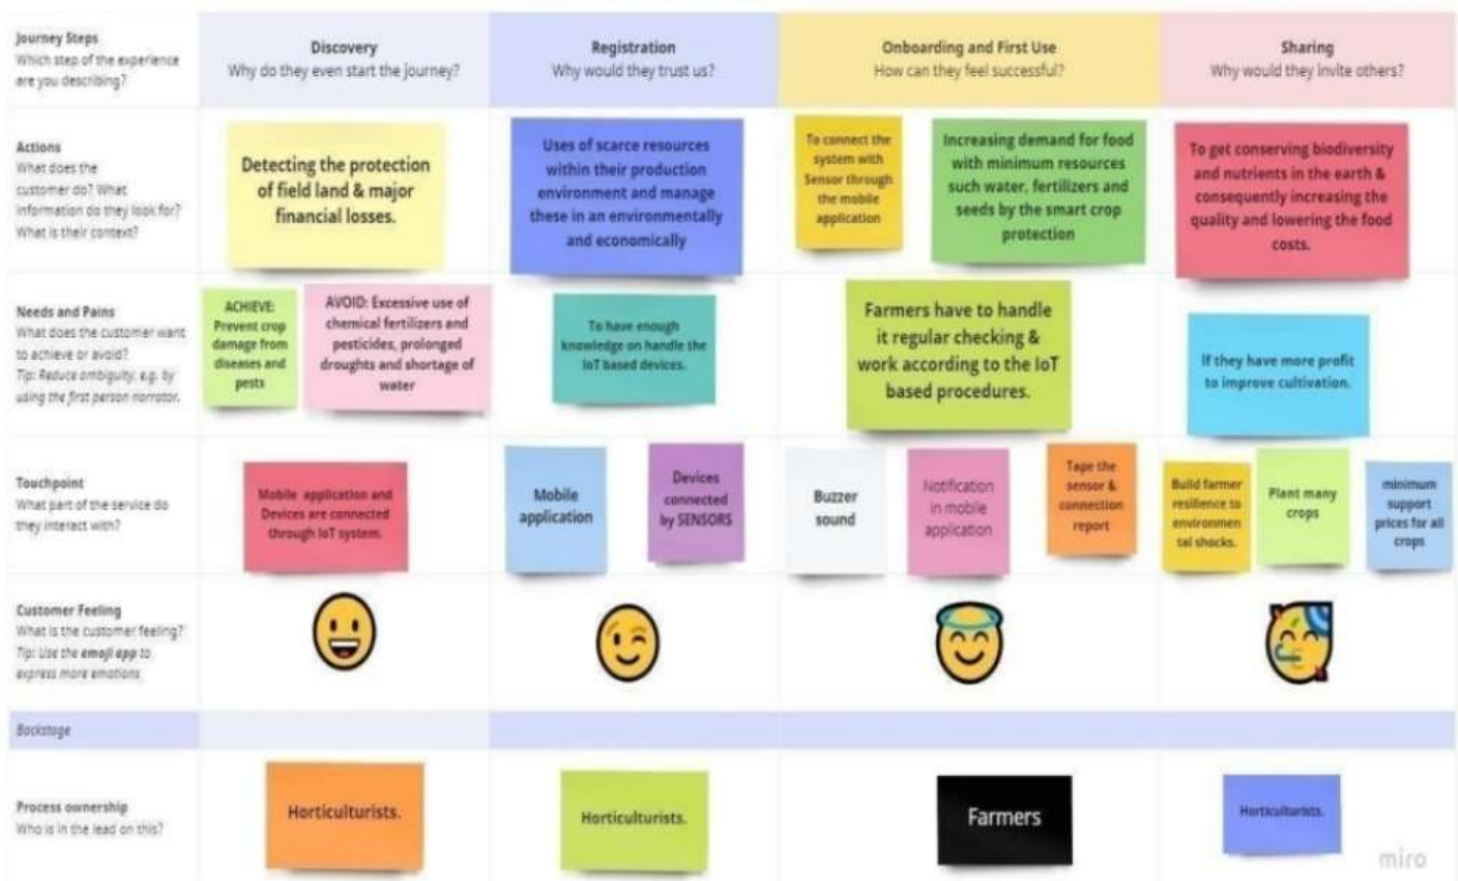 Journey Steps
Which step of the experience
are you describing?
Discovery
Why do they even start the journey?
Registration
Why would they trust us?
Onboarding and First Use
How can they feel successful?
Sharing
Why would they invite others?
Actions
What does the
customer do? What
information do they look for?
What is their context?
Detecting the protection
of field land & major
financial losses.
Uses of scarce resources
within their production
environment and manage
these in an environmentally
and economically
To connect the
system with
Sensor through
the mobile
application
Increasing demand for food
with minimum resources
such water, fertilizers and
seeds by the smart crop
protection
To get conserving biodiversity
and nutrients in the earth &
consequently increasing the
quality and lowering the food
costs.
Needs and Pains
What does the customer want
to achieve or avoid?
Tip: Reduce ambiguity, e.g. by
using the first person narrator.
ACHIEVE:
Prevent crop
damage from
diseases and
pests
AVOID: Excessive use of
chemical fertilizers and
pesticides, prolonged
droughts and shortage of
water
To have enough
knowledge on handle the
IoT based devices.
Farmers have to handle
it regular checking &
work according to the IoT
based procedures.
If they have more profit
to improve cultivation.
Touchpoint
What part of the service do
they interact with?
Mobile application and
Devices are connected
through IoT system.
Mobile
application
Devices
connected
by SENSORS
Buzzer
sound
Notification
in mobile
application
Tape the
sensor &
connection
report
Build farmer
resilience to
environmen
tal shocks.
Plant many
crops
minimum
support
prices for all
crops
Customer Feeling
What is the customer feeling?
Tip: Use the emoji app to
express more emotions
Backstage
Process ownership
Who is in the lead on this?
Horticulturists.
Horticulturists.
Farmers
Horticulturists.
miro